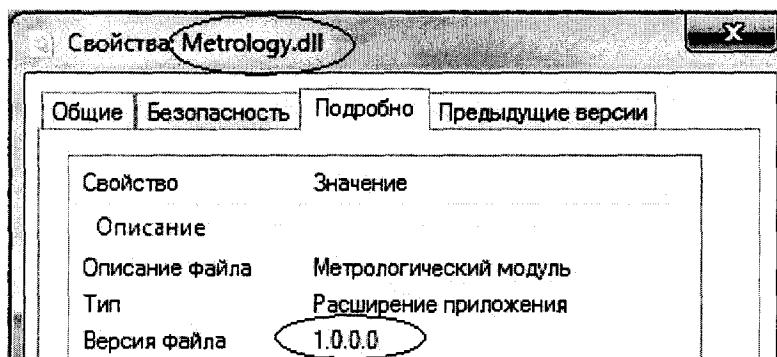 Свойства: Metrology.dll
x
Общие Безопасность Подробно Предыдущие версии
Свойство Значение
Описание
Описание файла Метрологический модуль
Тип Расширение приложения
Версия файла 1.0.0.0